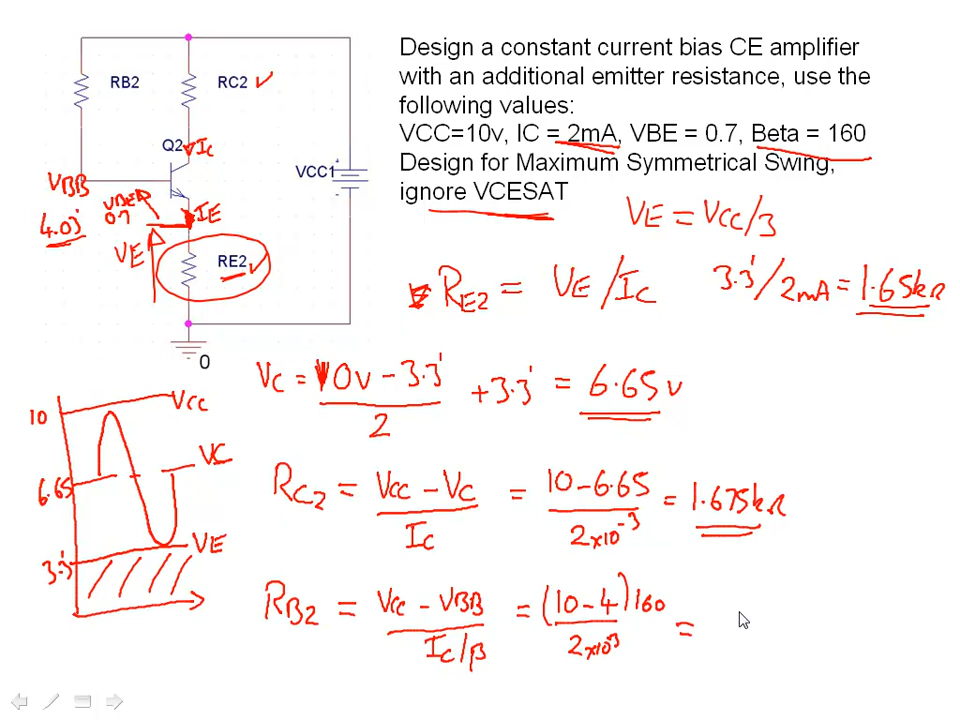 Design a constant current bias CE amplifier
with an additional emitter resistance, use the
following values:
VCC=10v, IC = 2mA, VBE = 0.7, Beta = 160
Design for Maximum Symmetrical Swing,
ignore VCESAT
RB2
RC2 ✓
Q2
Ic
VCC1
VBB
4.03̇
VBE
0.7
IE
VE
RE2 ✓
0
VE = VCC/3
RE2 = VE/Ic 3.3̇/2mA = 1.65kΩ
VC = (10v - 3.3̇)/2 + 3.3̇ = 6.65v
RC2 = (VCC - VC)/Ic = (10 - 6.65)/(2x10⁻³) = 1.675kΩ
RB2 = (VCC - VBB)/(Ic/β) = (10 - 4)160/(2x10⁻³) =
10
VCC
VC
6.65
VE
3.3̇